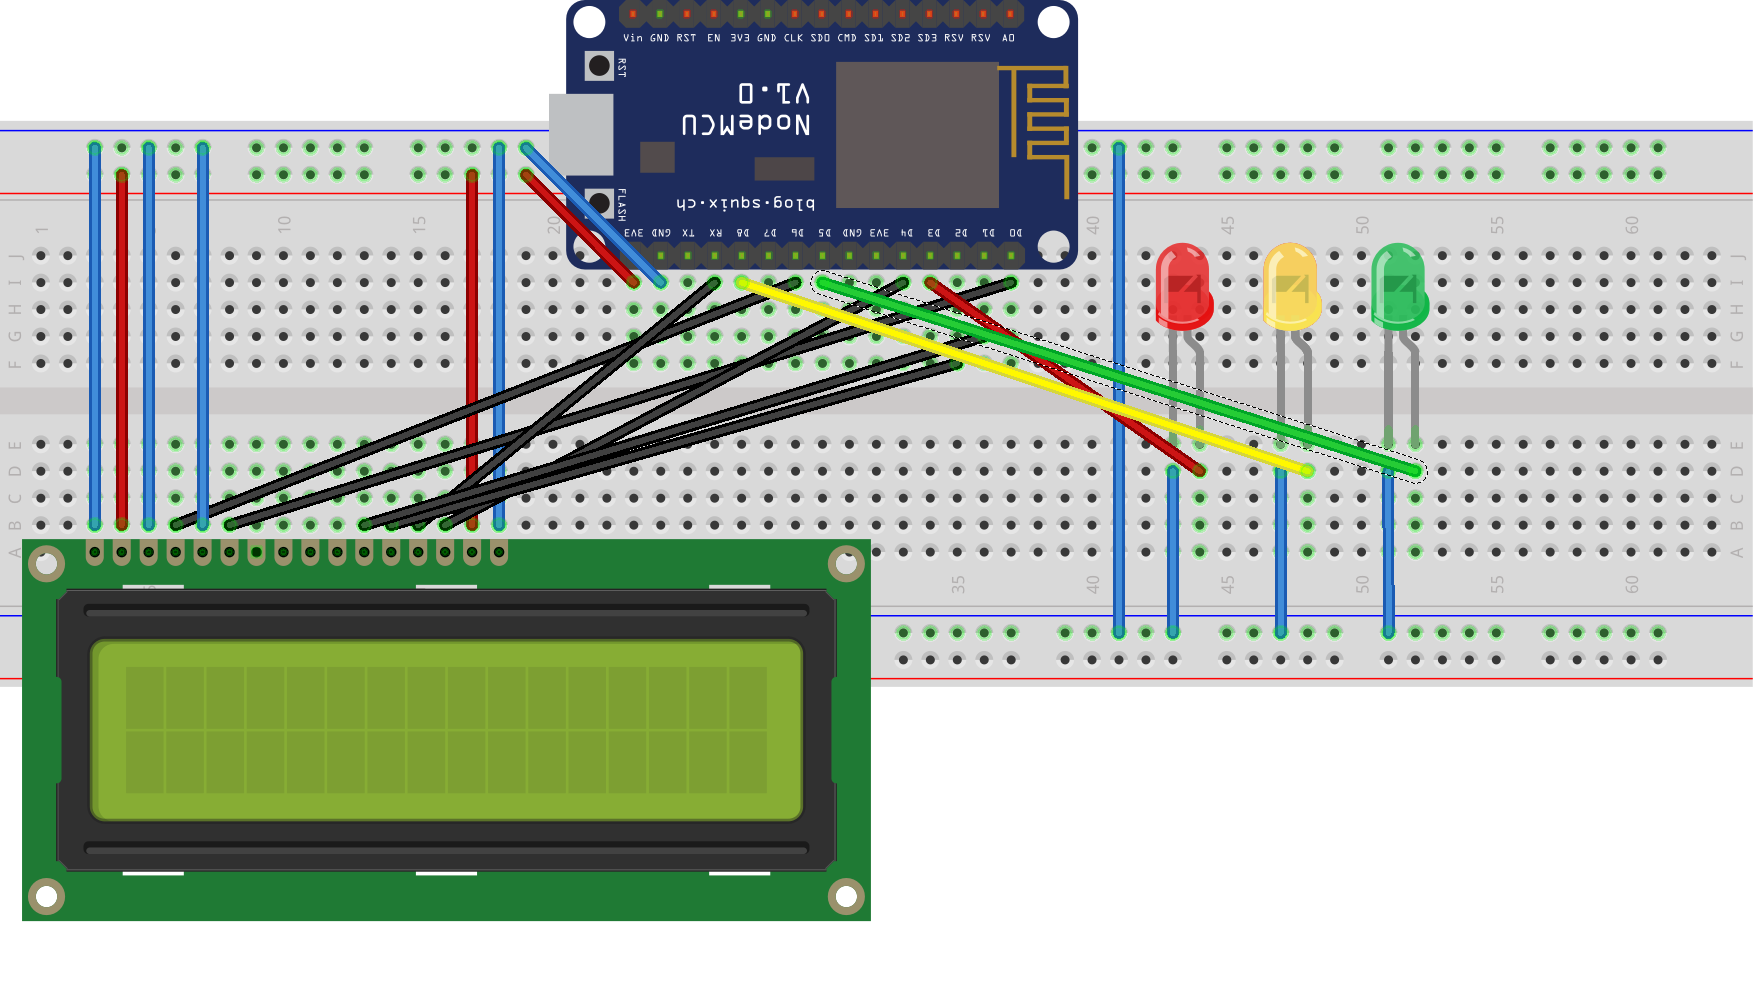 Vin GND RST EN 3V3 GND CLK SD0 CMD SD1 SD2 SD3 RSV RSV A0
RST
NodeMCU
V1.0
FLASH
blog.squix.ch
3V3 GND TX RX D8 D7 D6 D5 GND 3V3 D4 D3 D2 D1 D0
1 10 15 20 40 45 50 55 60
J J
I I
H H
G G
F F
E E
D D
C C
B B
A A
35 40 45 50 55 60